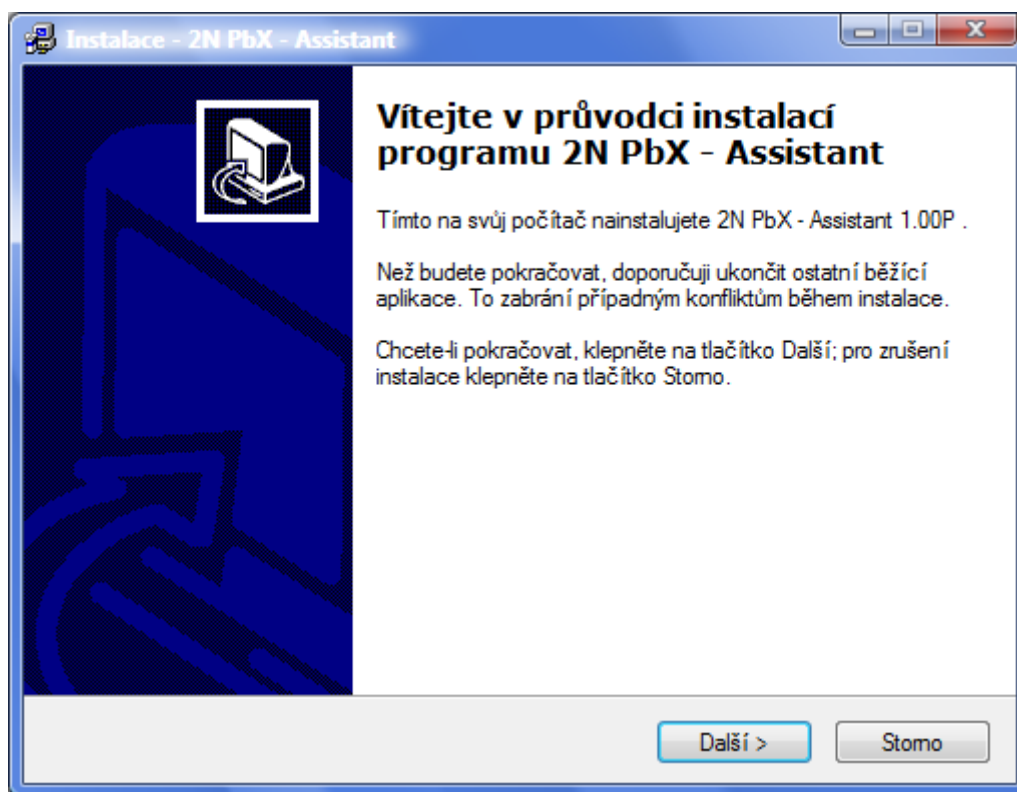 Instalace - 2N PbX - Assistant
Vítejte v průvodci instalací
programu 2N PbX - Assistant
Tímto na svůj počítač nainstalujete 2N PbX - Assistant 1.00P .
Než budete pokračovat, doporučuji ukončit ostatní běžící
aplikace. To zabrání případným konfliktům během instalace.
Chcete-li pokračovat, klepněte na tlačítko Další; pro zrušení
instalace klepněte na tlačítko Storno.
Další >
Storno